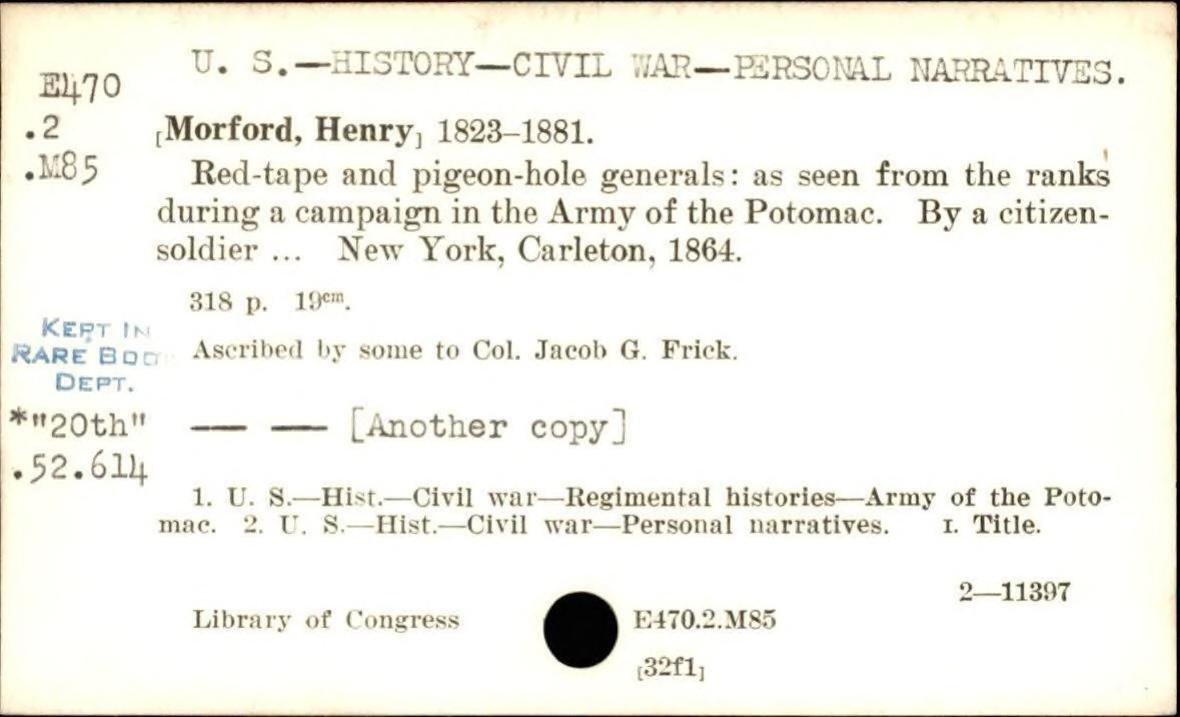 U. S.—HISTORY—CIVIL WAR—PERSONAL NARRATIVES.
E470
.2
.M85
[Morford, Henry] 1823–1881.
Red-tape and pigeon-hole generals: as seen from the ranks
during a campaign in the Army of the Potomac. By a citizen-
soldier ... New York, Carleton, 1864.
318 p. 19cm.
KEPT IN
RARE BOO
DEPT.
Ascribed by some to Col. Jacob G. Frick.
*"20th"
.52.614
— — [Another copy]
1. U. S.—Hist.—Civil war—Regimental histories—Army of the Poto-
mac. 2. U. S.—Hist.—Civil war—Personal narratives. I. Title.
2—11397
Library of Congress E470.2.M85
[32f1]